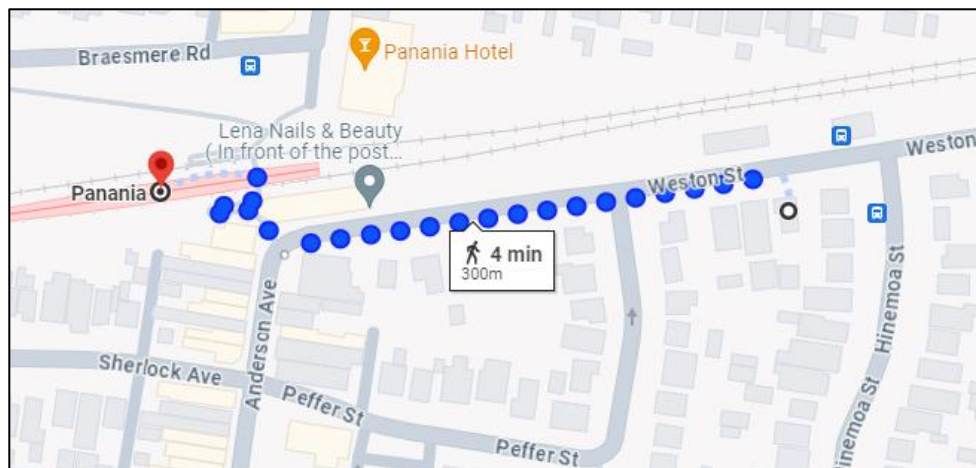 Braesmere Rd
Panania Hotel
Lena Nails & Beauty
( In front of the post...
Panania
Weston St
Weston
4 min
300m
Hinemoa St
Hinemoa St
Anderson Ave
Sherlock Ave
Peffer St
Peffer St